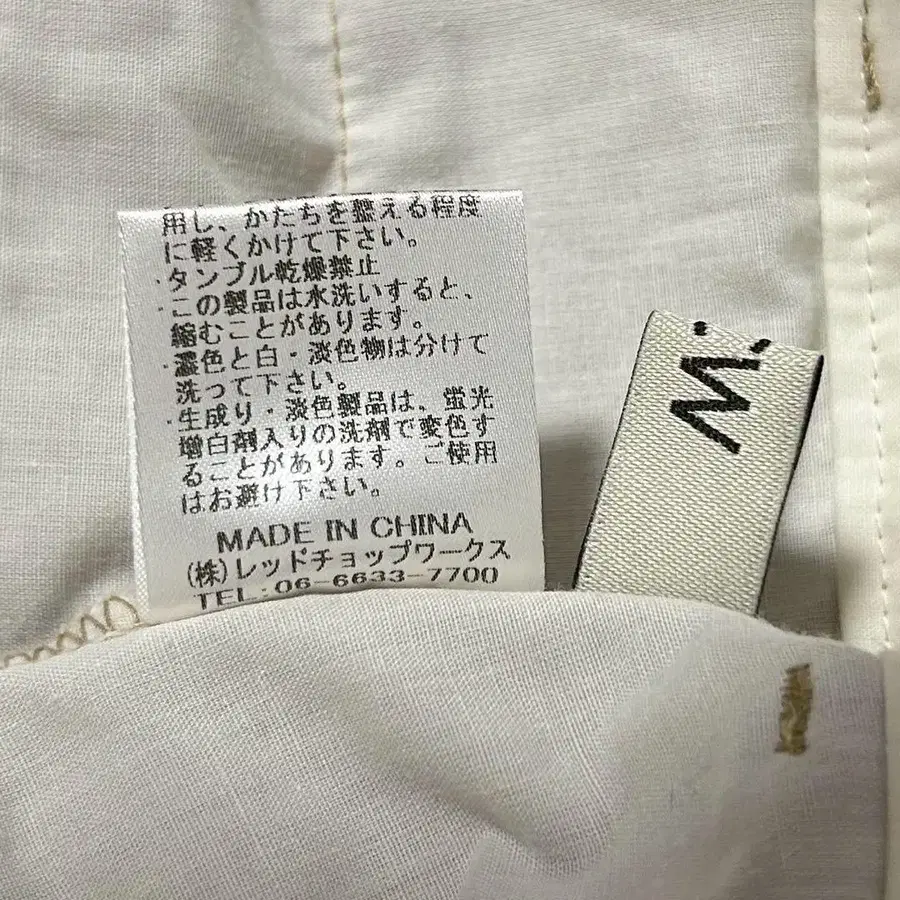 用し、かたちを整える程度
に軽くかけて下さい。
・タンブル乾燥禁止
・この製品は水洗いすると、
縮むことがあります。
・濃色と白・淡色物は分けて
洗って下さい。
・生成り・淡色製品は、蛍光
増白剤入りの洗剤で変色す
ることがあります。ご使用
はお避け下さい。
MADE IN CHINA
(株)レッドチョップワークス
TEL:06-6633-7700